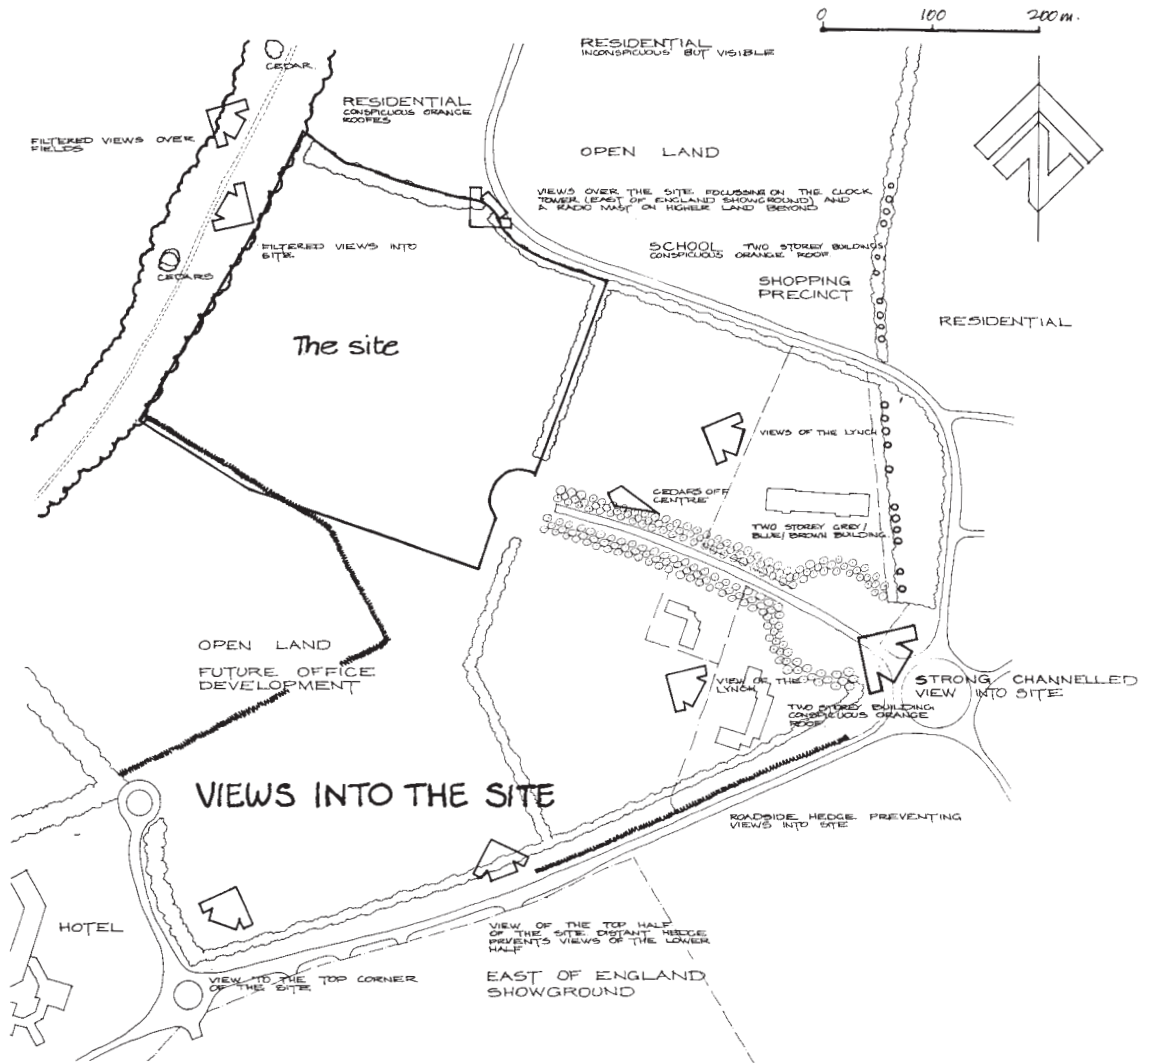 0 100 200 m.
RESIDENTIAL
INCONSPICUOUS BUT VISIBLE
CEDAR
RESIDENTIAL
CONSPICUOUS ORANGE
ROOFES
FILTERED VIEWS OVER
FIELDS
OPEN LAND
VIEWS OVER THE SITE FOCUSSING ON THE CLOCK
TOWER (EAST OF ENGLAND SHOWGROUND) AND
A RADIO MAST ON HIGHER LAND BEYOND
FILTERED VIEWS INTO
SITE.
SCHOOL TWO STOREY BUILDINGS
CONSPICUOUS ORANGE ROOF
CEDARS
SHOPPING
PRECINCT
RESIDENTIAL
The site
VIEWS OF THE LYNCH
CEDARS OFF
CENTRE
TWO STOREY GREY/
BLUE/BROWN BUILDING
OPEN LAND
FUTURE OFFICE
DEVELOPMENT
VIEW OF THE
LYNCH
STRONG CHANNELLED
VIEW INTO SITE
TWO STOREY BUILDING
CONSPICUOUS ORANGE
ROOF
VIEWS INTO THE SITE
ROADSIDE HEDGE PREVENTING
VIEWS INTO SITE
HOTEL
VIEW OF THE TOP HALF
OF THE SITE DISTANT HEDGE
PRVENTS VIEWS OF THE LOWER
HALF
VIEW TO THE TOP CORNER
OF THE SITE
EAST OF ENGLAND
SHOWGROUND